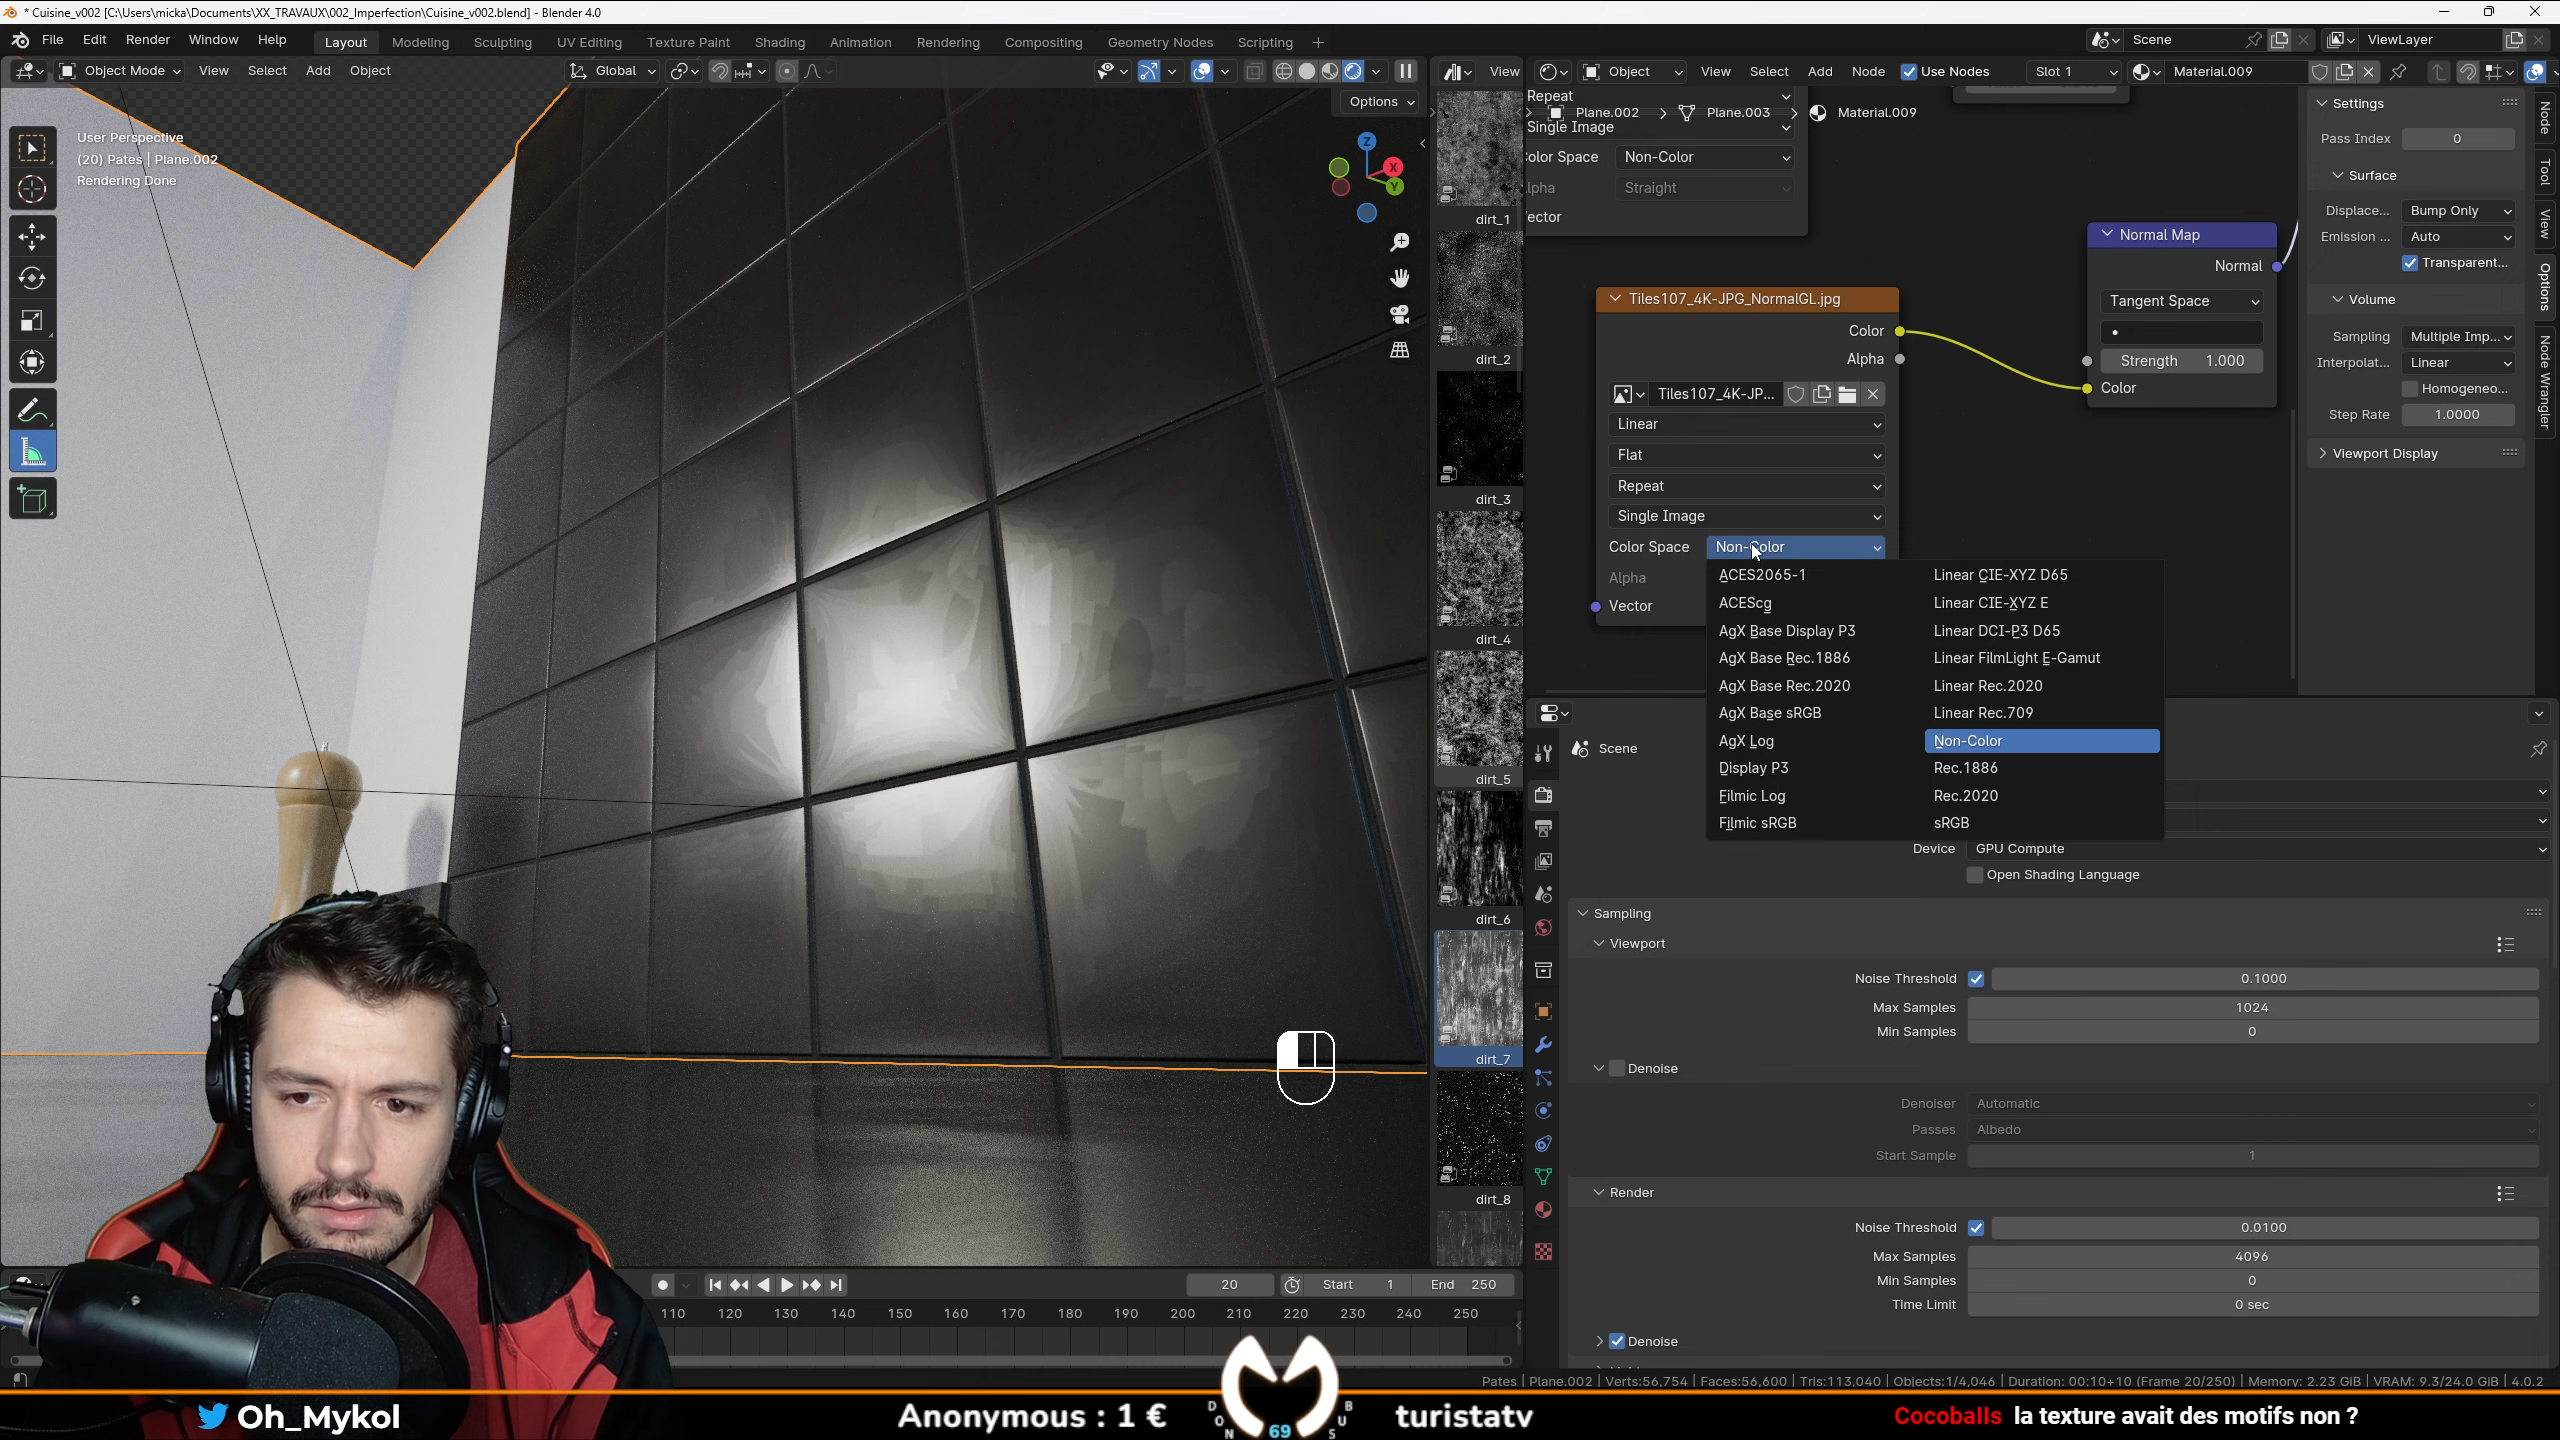 * Cuisine_v002 [C:\Users\micka\Documents\XX_TRAVAUX\002_Imperfection\Cuisine_v002.blend] - Blender 4.0
File Edit Render Window Help Layout Modeling Sculpting UV Editing Texture Paint Shading Animation Rendering Compositing Geometry Nodes Scripting + Scene ViewLayer
Object Mode View Select Add Object Global
View
Object View Select Add Node Use Nodes Slot 1 Material.009
Options
User Perspective
(20) Pates | Plane.002
Rendering Done
Z
X
Y
dirt_1
dirt_2
dirt_3
dirt_4
dirt_5
dirt_6
dirt_7
dirt_8
Repeat
Plane.002 Plane.003 Material.009
Single Image
olor Space Non-Color
lpha Straight
ector
Tiles107_4K-JPG_NormalGL.jpg
Color
Alpha
Tiles107_4K-JP...
Linear
Flat
Repeat
Single Image
Color Space Non-Color
Alpha
Vector
Normal Map
Normal
Tangent Space
Strength 1.000
Color
ACES2065-1
ACEScg
AgX Base Display P3
AgX Base Rec.1886
AgX Base Rec.2020
AgX Base sRGB
AgX Log
Display P3
Filmic Log
Filmic sRGB
Linear CIE-XYZ D65
Linear CIE-XYZ E
Linear DCI-P3 D65
Linear FilmLight E-Gamut
Linear Rec.2020
Linear Rec.709
Non-Color
Rec.1886
Rec.2020
sRGB
Settings
Pass Index 0
Surface
Displace... Bump Only
Emission ... Auto
Transparent...
Volume
Sampling Multiple Imp...
Interpolat... Linear
Homogeneo...
Step Rate 1.0000
Viewport Display
Node
Tool
View
Options
Node Wrangler
Scene
Device GPU Compute
Open Shading Language
Sampling
Viewport
Noise Threshold 0.1000
Max Samples 1024
Min Samples 0
Denoise
Denoiser Automatic
Passes Albedo
Start Sample 1
Render
Noise Threshold 0.0100
Max Samples 4096
Min Samples 0
Time Limit 0 sec
Denoise
20 Start 1 End 250
110 120 130 140 150 160 170 180 190 200 210 220 230 240 250
Pates | Plane.002 | Verts:56,754 | Faces:56,600 | Tris:113,040 | Objects:1/4,046 | Duration: 00:10+10 (Frame 20/250) | Memory: 2.23 GiB | VRAM: 9.3/24.0 GiB | 4.0.2
Oh_Mykol
Anonymous : 1 €
DON
69
BUS
turistatv
Cocoballs la texture avait des motifs non ?